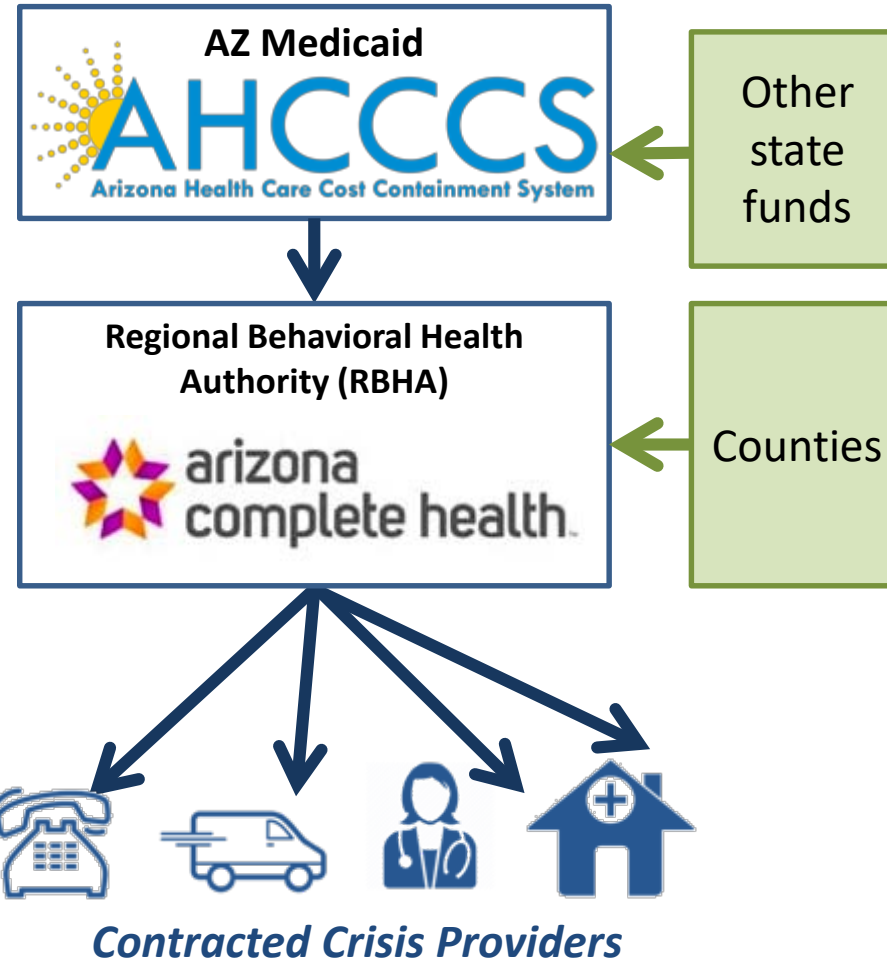 AZ Medicaid
AHCCCS
Arizona Health Care Cost Containment System
Other
state
funds
Regional Behavioral Health
Authority (RBHA)
arizona
complete health™
Counties
Contracted Crisis Providers